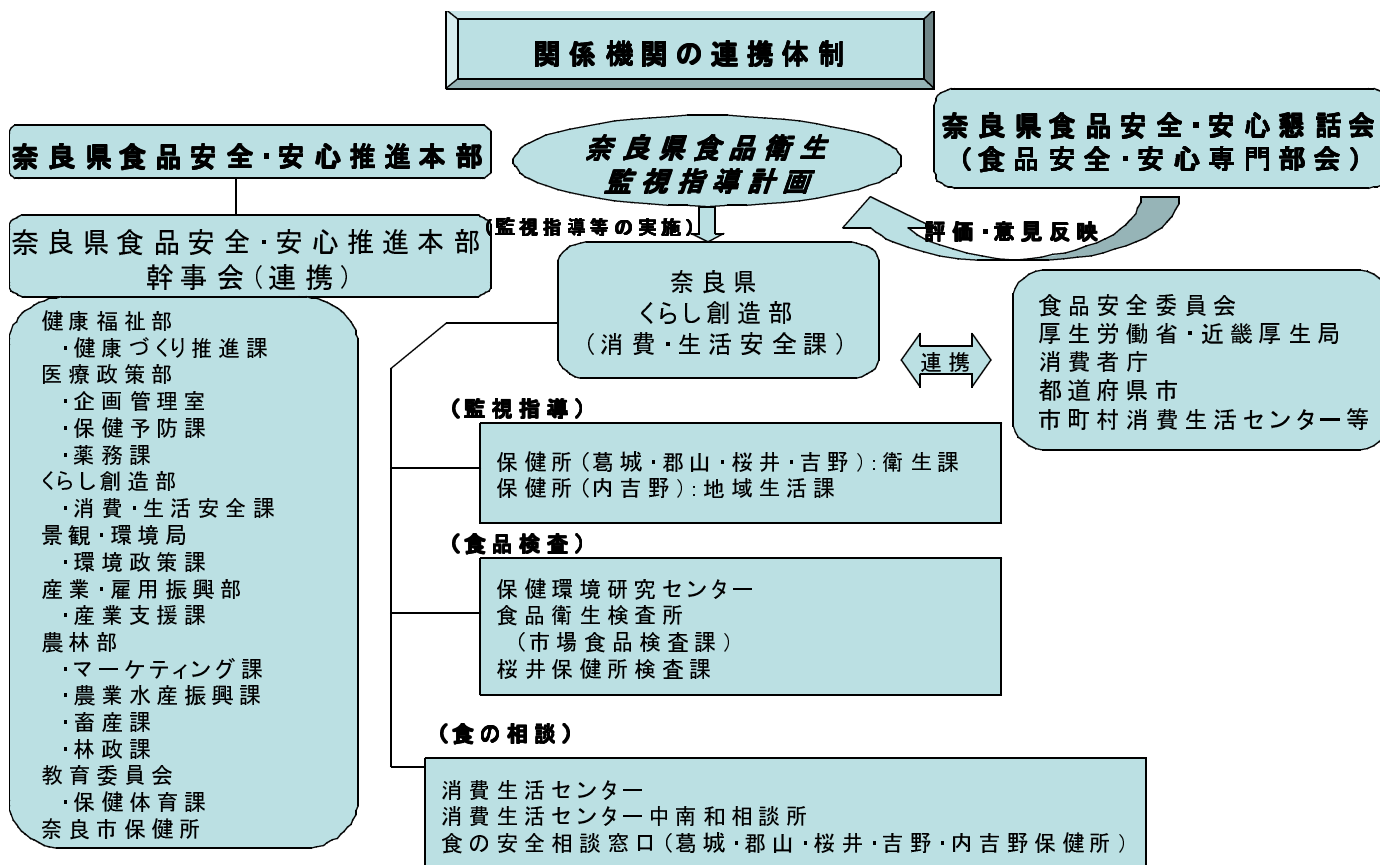 関係機関の連携体制
奈良県食品安全・安心推進本部
奈良県食品安全・安心推進本部
幹事会（連携）
健康福祉部
・健康づくり推進課
医療政策部
・企画管理室
・保健予防課
・薬務課
くらし創造部
・消費・生活安全課
景観・環境局
・環境政策課
産業・雇用振興部
・産業支援課
農林部
・マーケティング課
・農業水産振興課
・畜産課
・林政課
教育委員会
・保健体育課
奈良市保健所
奈良県食品衛生
監視指導計画
（監視指導等の実施）
奈良県
くらし創造部
（消費・生活安全課）
奈良県食品安全・安心懇話会
（食品安全・安心専門部会）
評価・意見反映
連携
食品安全委員会
厚生労働省・近畿厚生局
消費者庁
都道府県市
市町村消費生活センター等
（監視指導）
保健所（葛城・郡山・桜井・吉野）：衛生課
保健所（内吉野）：地域生活課
（食品検査）
保健環境研究センター
食品衛生検査所
（市場食品検査課）
桜井保健所検査課
（食の相談）
消費生活センター
消費生活センター中南和相談所
食の安全相談窓口（葛城・郡山・桜井・吉野・内吉野保健所）